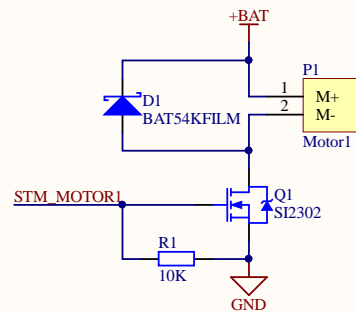 +BAT
P1
1
M+
2
M-
Motor1
D1
BAT54KFILM
STM_MOTOR1
Q1
SI2302
R1
10K
GND